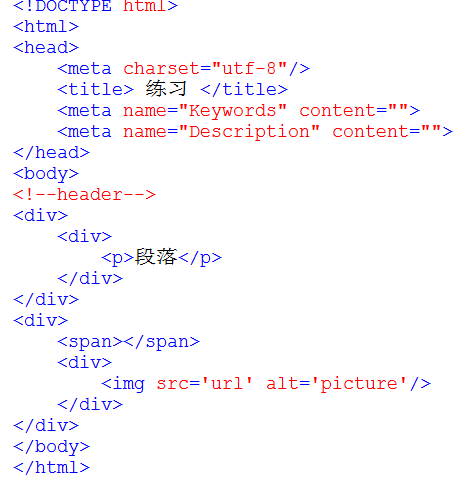 <!DOCTYPE html>
<html>
<head>
    <meta charset="utf-8"/>
    <title> 练习 </title>
    <meta name="Keywords" content="">
    <meta name="Description" content="">
</head>
<body>
<!--header-->
<div>
    <div>
        <p>段落</p>
    </div>
</div>
<div>
    <span></span>
    <div>
        <img src='url' alt='picture'/>
    </div>
</div>
</body>
</html>